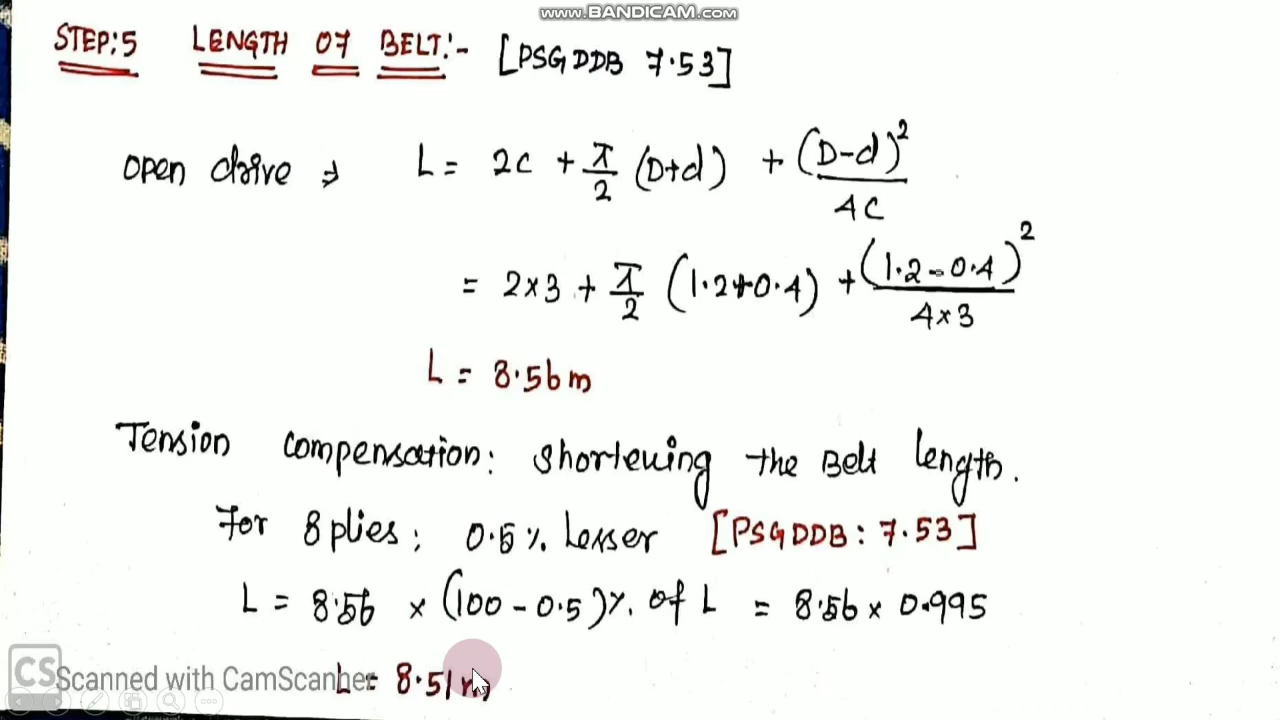 www.BANDICAM.com
STEP:5 LENGTH OF BELT:- [PSG DDB 7.53]
open drive ⇒ L = 2C + π/2 (D+d) + (D-d)²/4C
= 2×3 + π/2 (1.2+0.4) + (1.2-0.4)²/4×3
L = 8.56m
Tension compensation: shortening the Belt length.
For 8 plies: 0.5% Lesser [PSGDDB: 7.53]
L = 8.56 × (100-0.5)%. of L = 8.56 × 0.995
L = 8.51 m
CS Scanned with CamScanner